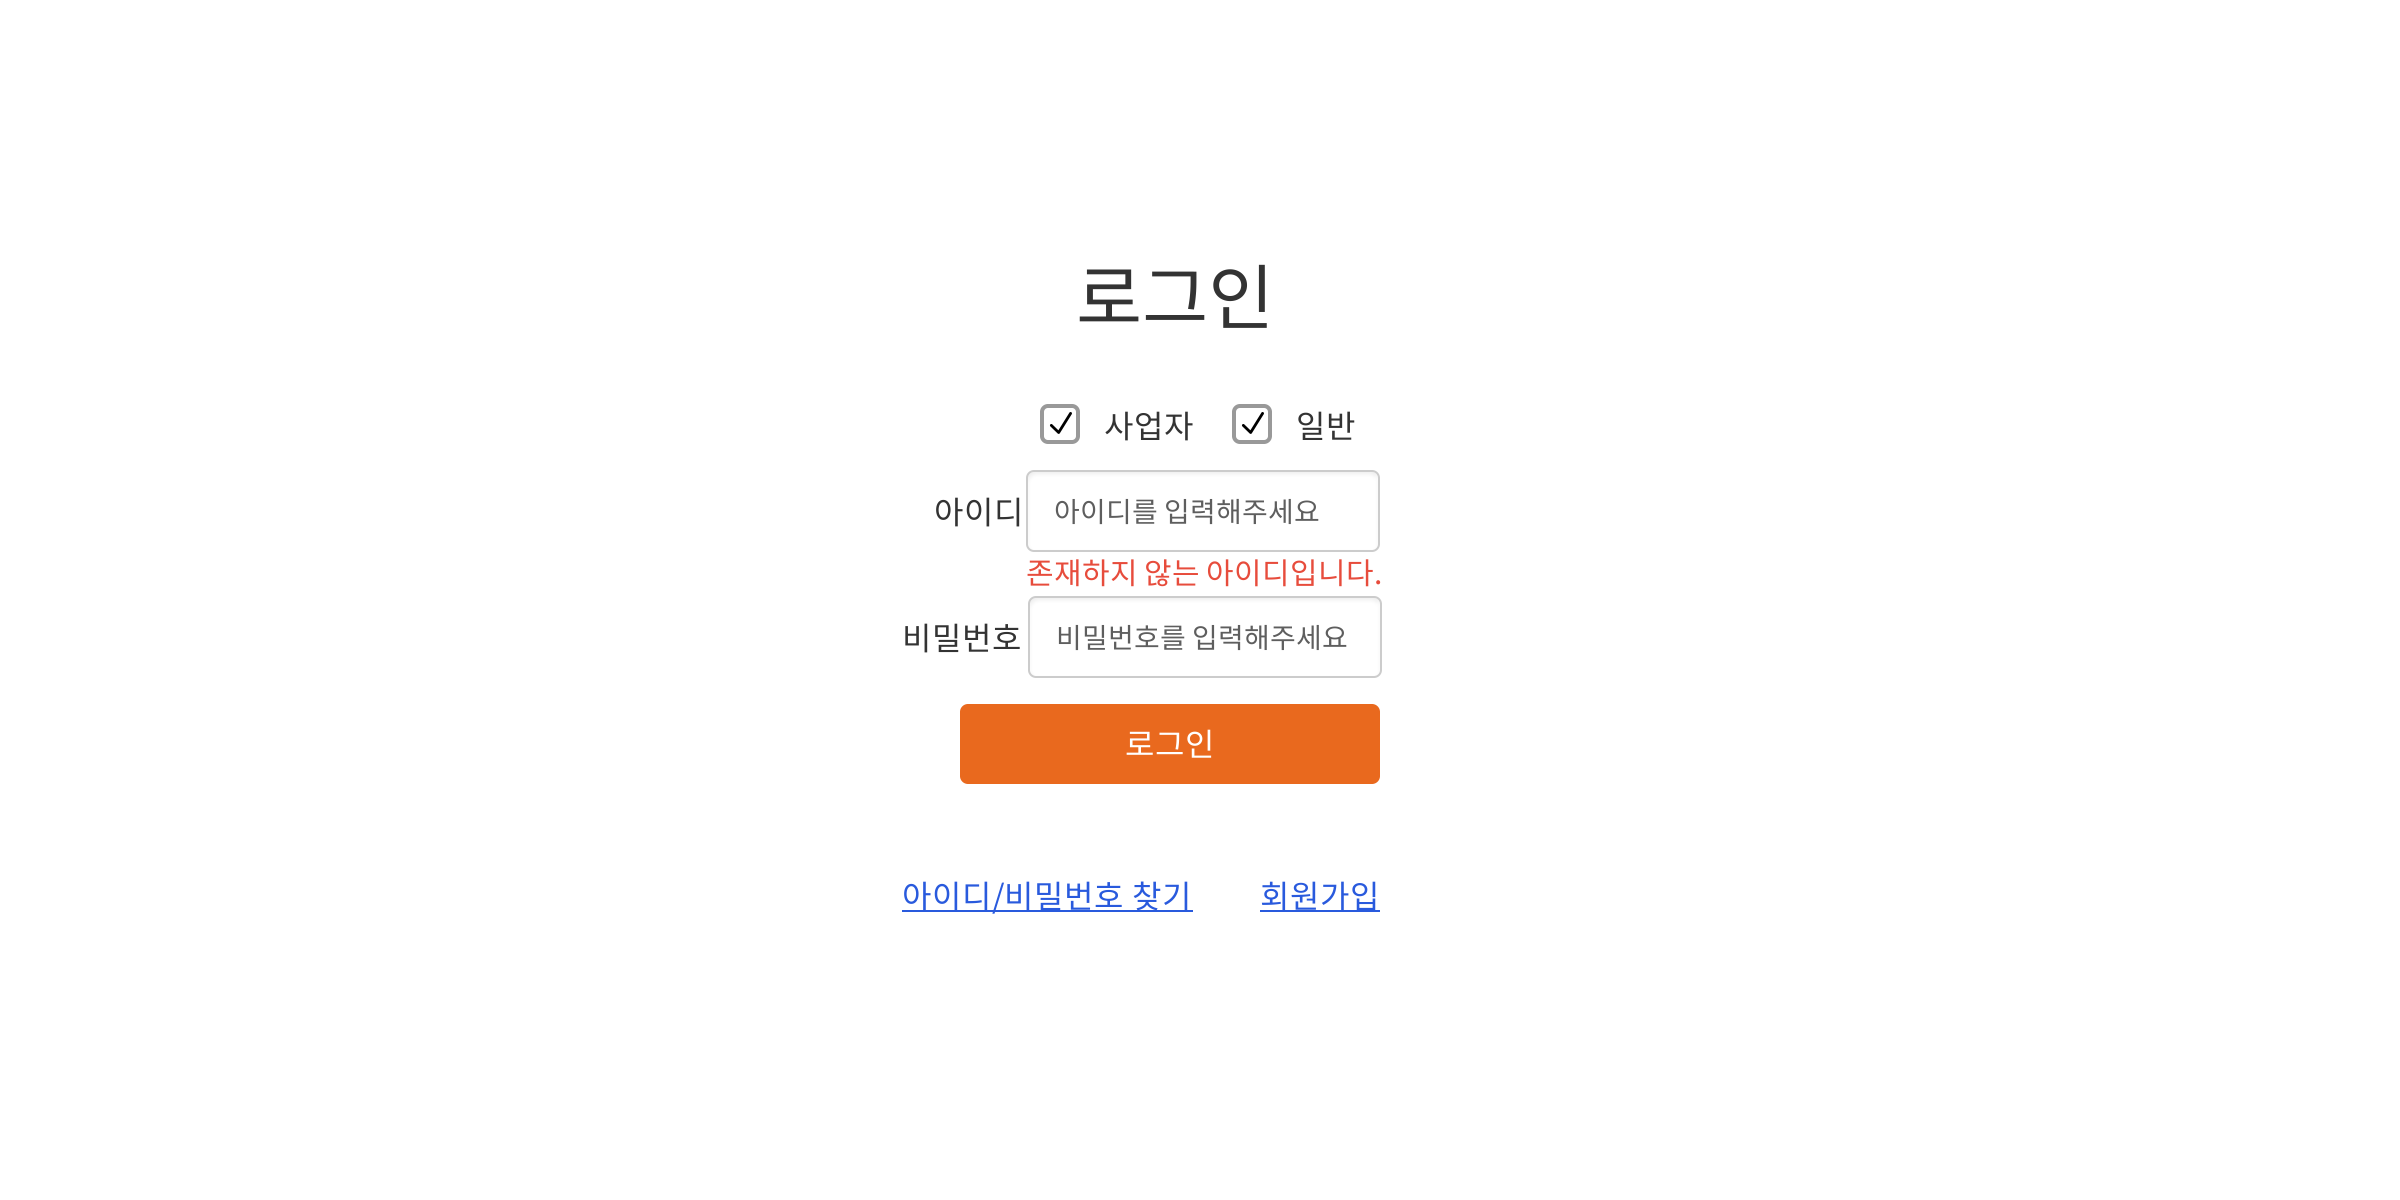 로그인
사업자 일반
아이디 아이디를 입력해주세요
존재하지 않는 아이디입니다.
비밀번호 비밀번호를 입력해주세요
로그인
아이디/비밀번호 찾기 회원가입